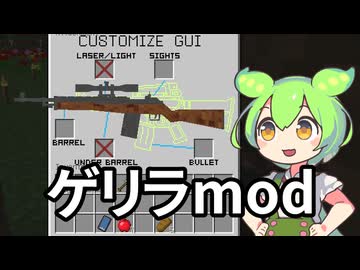 CUSTOMIZE GUI
LASER/LIGHT
SIGHTS
BARREL
UNDER BARREL
BULLET
ゲリラmod